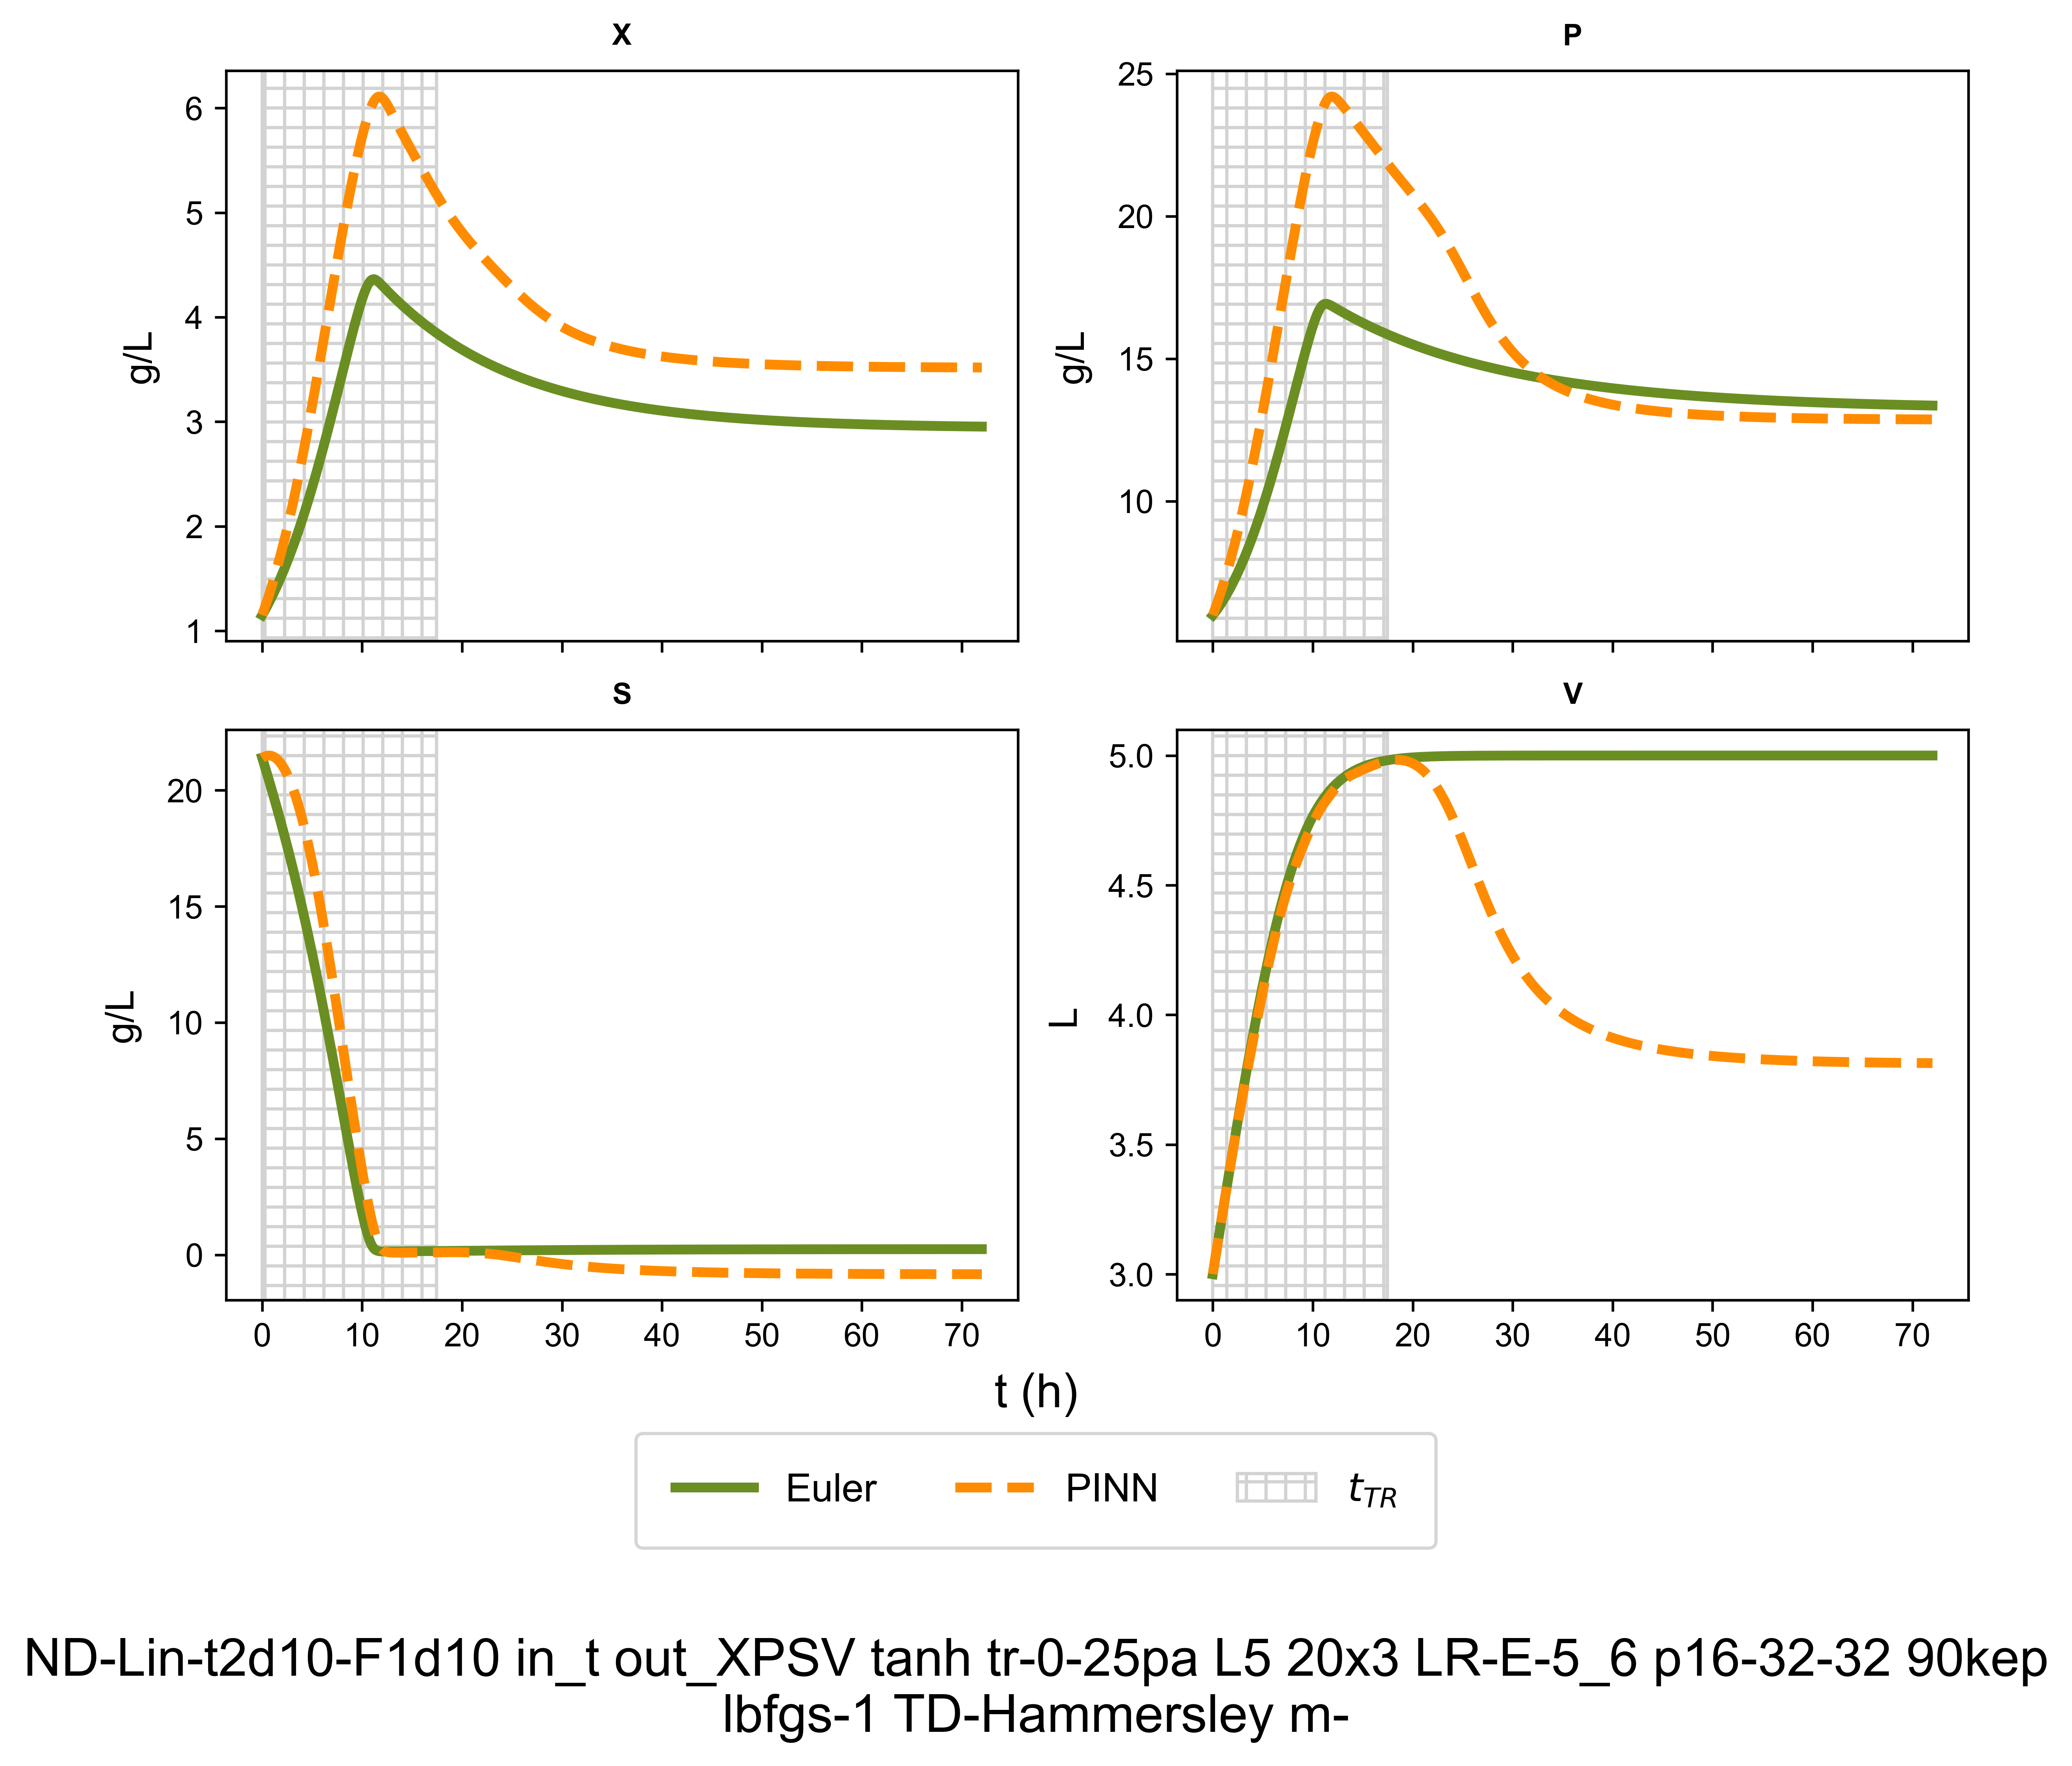 X
P
6
5
4
3
2
1
g/L
25
20
15
10
g/L
S
V
20
15
10
5
0
g/L
5.0
4.5
4.0
3.5
3.0
L
0 10 20 30 40 50 60 70
0 10 20 30 40 50 60 70
t (h)
Euler PINN t_TR
ND-Lin-t2d10-F1d10 in_t out_XPSV tanh tr-0-25pa L5 20x3 LR-E-5_6 p16-32-32 90kep
lbfgs-1 TD-Hammersley m-